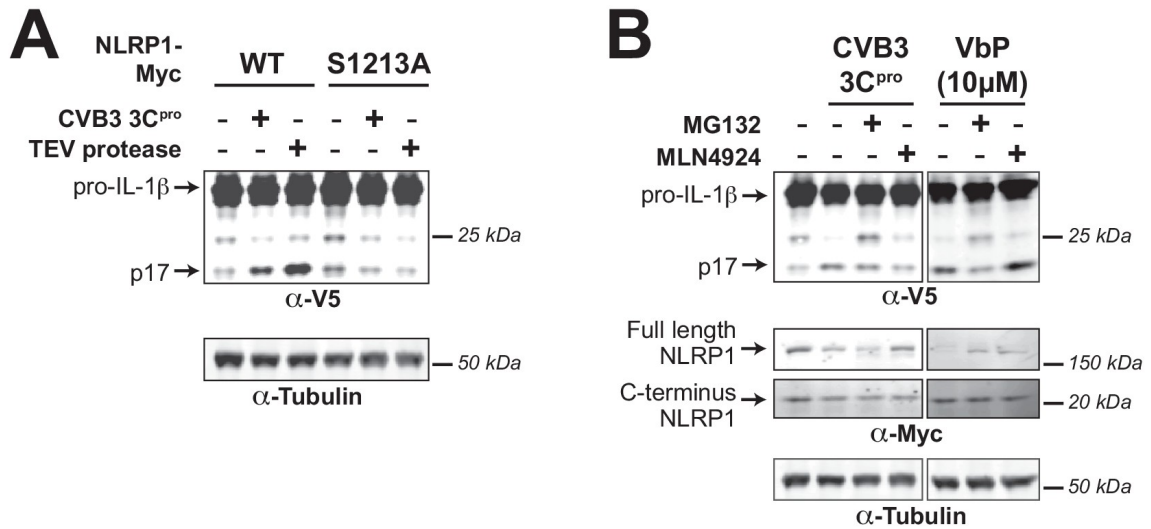 A
NLRP1-
Myc
WT
S1213A
CVB3 3Cpro - + - - + -
TEV protease - - + - - +
pro-IL-1β
25 kDa
p17
α-V5
50 kDa
α-Tubulin
B
CVB3
3Cpro
VbP
(10μM)
MG132 - - + - - + -
MLN4924 - - - + - - +
pro-IL-1β
25 kDa
p17
α-V5
Full length
NLRP1
150 kDa
C-terminus
NLRP1
20 kDa
α-Myc
50 kDa
α-Tubulin